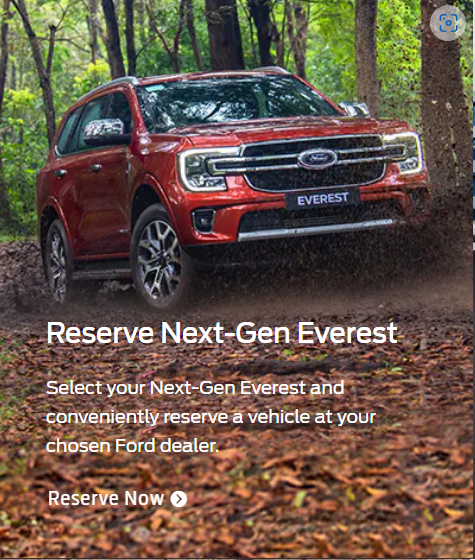 Ford
EVEREST
Reserve Next-Gen Everest
Select your Next-Gen Everest and
conveniently reserve a vehicle at your
chosen Ford dealer.
Reserve Now